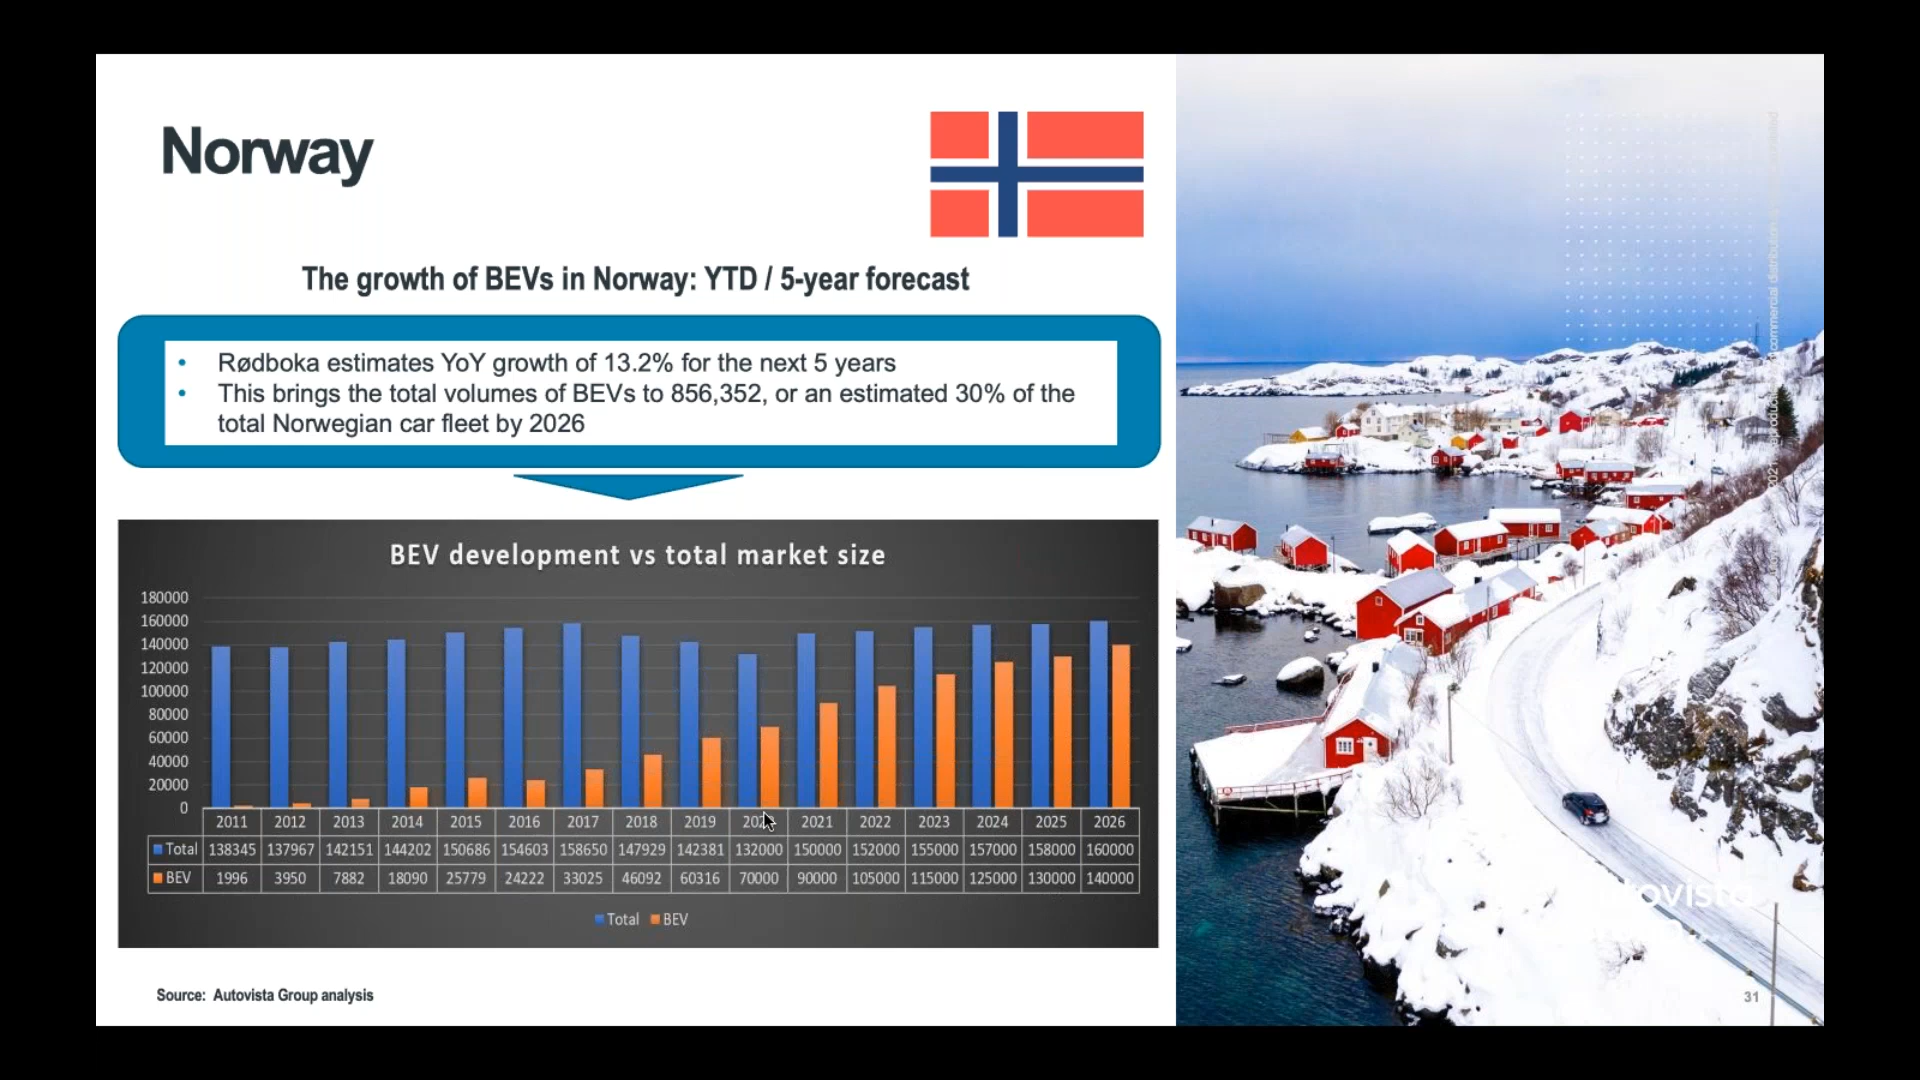 Norway
The growth of BEVs in Norway: YTD / 5-year forecast
• Rødboka estimates YoY growth of 13.2% for the next 5 years
• This brings the total volumes of BEVs to 856,352, or an estimated 30% of the
total Norwegian car fleet by 2026
BEV development vs total market size
180000
160000
140000
120000
100000
80000
60000
40000
20000
0
2011 2012 2013 2014 2015 2016 2017 2018 2019 2021 2022 2023 2024 2025 2026
Total 138345 137967 142151 144202 150686 154603 158650 147929 142381 132000 150000 152000 155000 157000 158000 160000
BEV 1996 3950 7882 18090 25779 24222 33025 46092 60316 70000 90000 105000 115000 125000 130000 140000
Total BEV
Source: Autovista Group analysis
31